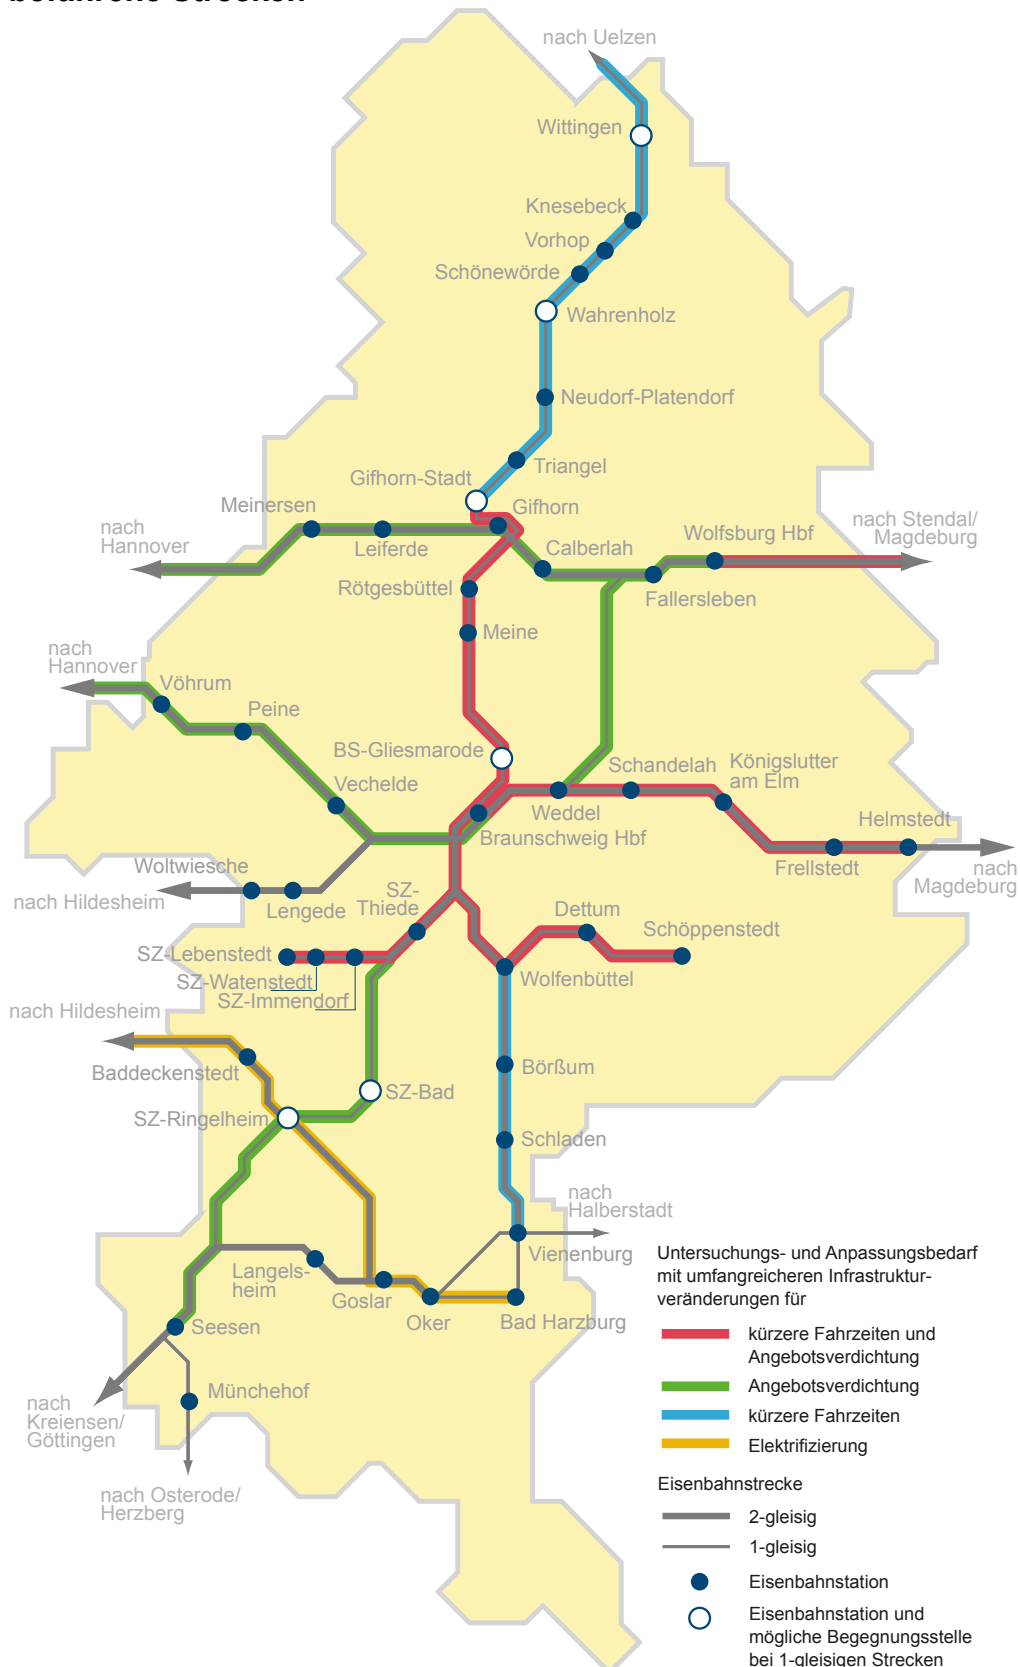 befahrene Strecken
nach Uelzen
Wittingen
Knesebeck
Vorhop
Schönewörde
Wahrenholz
Neudorf-Platendorf
Triangel
Gifhorn-Stadt
Meinersen
Gifhorn
nach
Hannover
Leiferde
Calberlah
Wolfsburg Hbf
nach Stendal/
Magdeburg
Rötgesbüttel
Fallersleben
Meine
nach
Hannover
Vöhrum
Peine
BS-Gliesmarode
Schandelah
Königslutter
am Elm
Vechelde
Weddel
Braunschweig Hbf
Helmstedt
Woltwiesche
Frellstedt
nach
Magdeburg
nach Hildesheim
Lengede
SZ-
Thiede
Dettum
Schöppenstedt
SZ-Lebenstedt
SZ-Watenstedt
SZ-Immendorf
Wolfenbüttel
nach Hildesheim
Baddeckenstedt
Börßum
SZ-Bad
SZ-Ringelheim
Schladen
nach
Halberstadt
Vienenburg
Langels-
heim
Goslar
Oker
Bad Harzburg
Seesen
Münchehof
nach
Kreiensen/
Göttingen
nach Osterode/
Herzberg
Untersuchungs- und Anpassungsbedarf
mit umfangreicheren Infrastruktur-
veränderungen für
kürzere Fahrzeiten und
Angebotsverdichtung
Angebotsverdichtung
kürzere Fahrzeiten
Elektrifizierung
Eisenbahnstrecke
2-gleisig
1-gleisig
Eisenbahnstation
Eisenbahnstation und
mögliche Begegnungsstelle
bei 1-gleisigen Strecken